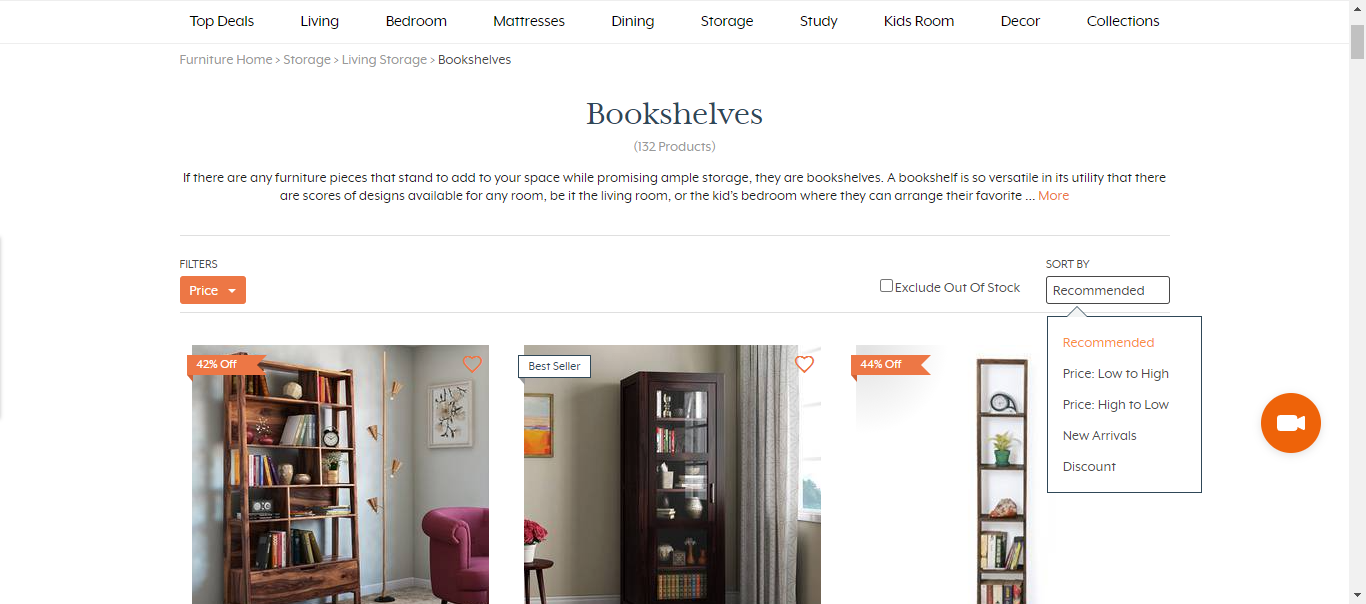 Top Deals Living Bedroom Mattresses Dining Storage Study Kids Room Decor Collections
Furniture Home > Storage > Living Storage > Bookshelves
Bookshelves
(132 Products)
If there are any furniture pieces that stand to add to your space while promising ample storage, they are bookshelves. A bookshelf is so versatile in its utility that there
are scores of designs available for any room, be it the living room, or the kid's bedroom where they can arrange their favorite ... More
FILTERS
Price
Exclude Out Of Stock
SORT BY
Recommended
Recommended
Price: Low to High
Price: High to Low
New Arrivals
Discount
42% Off
Best Seller
44% Off